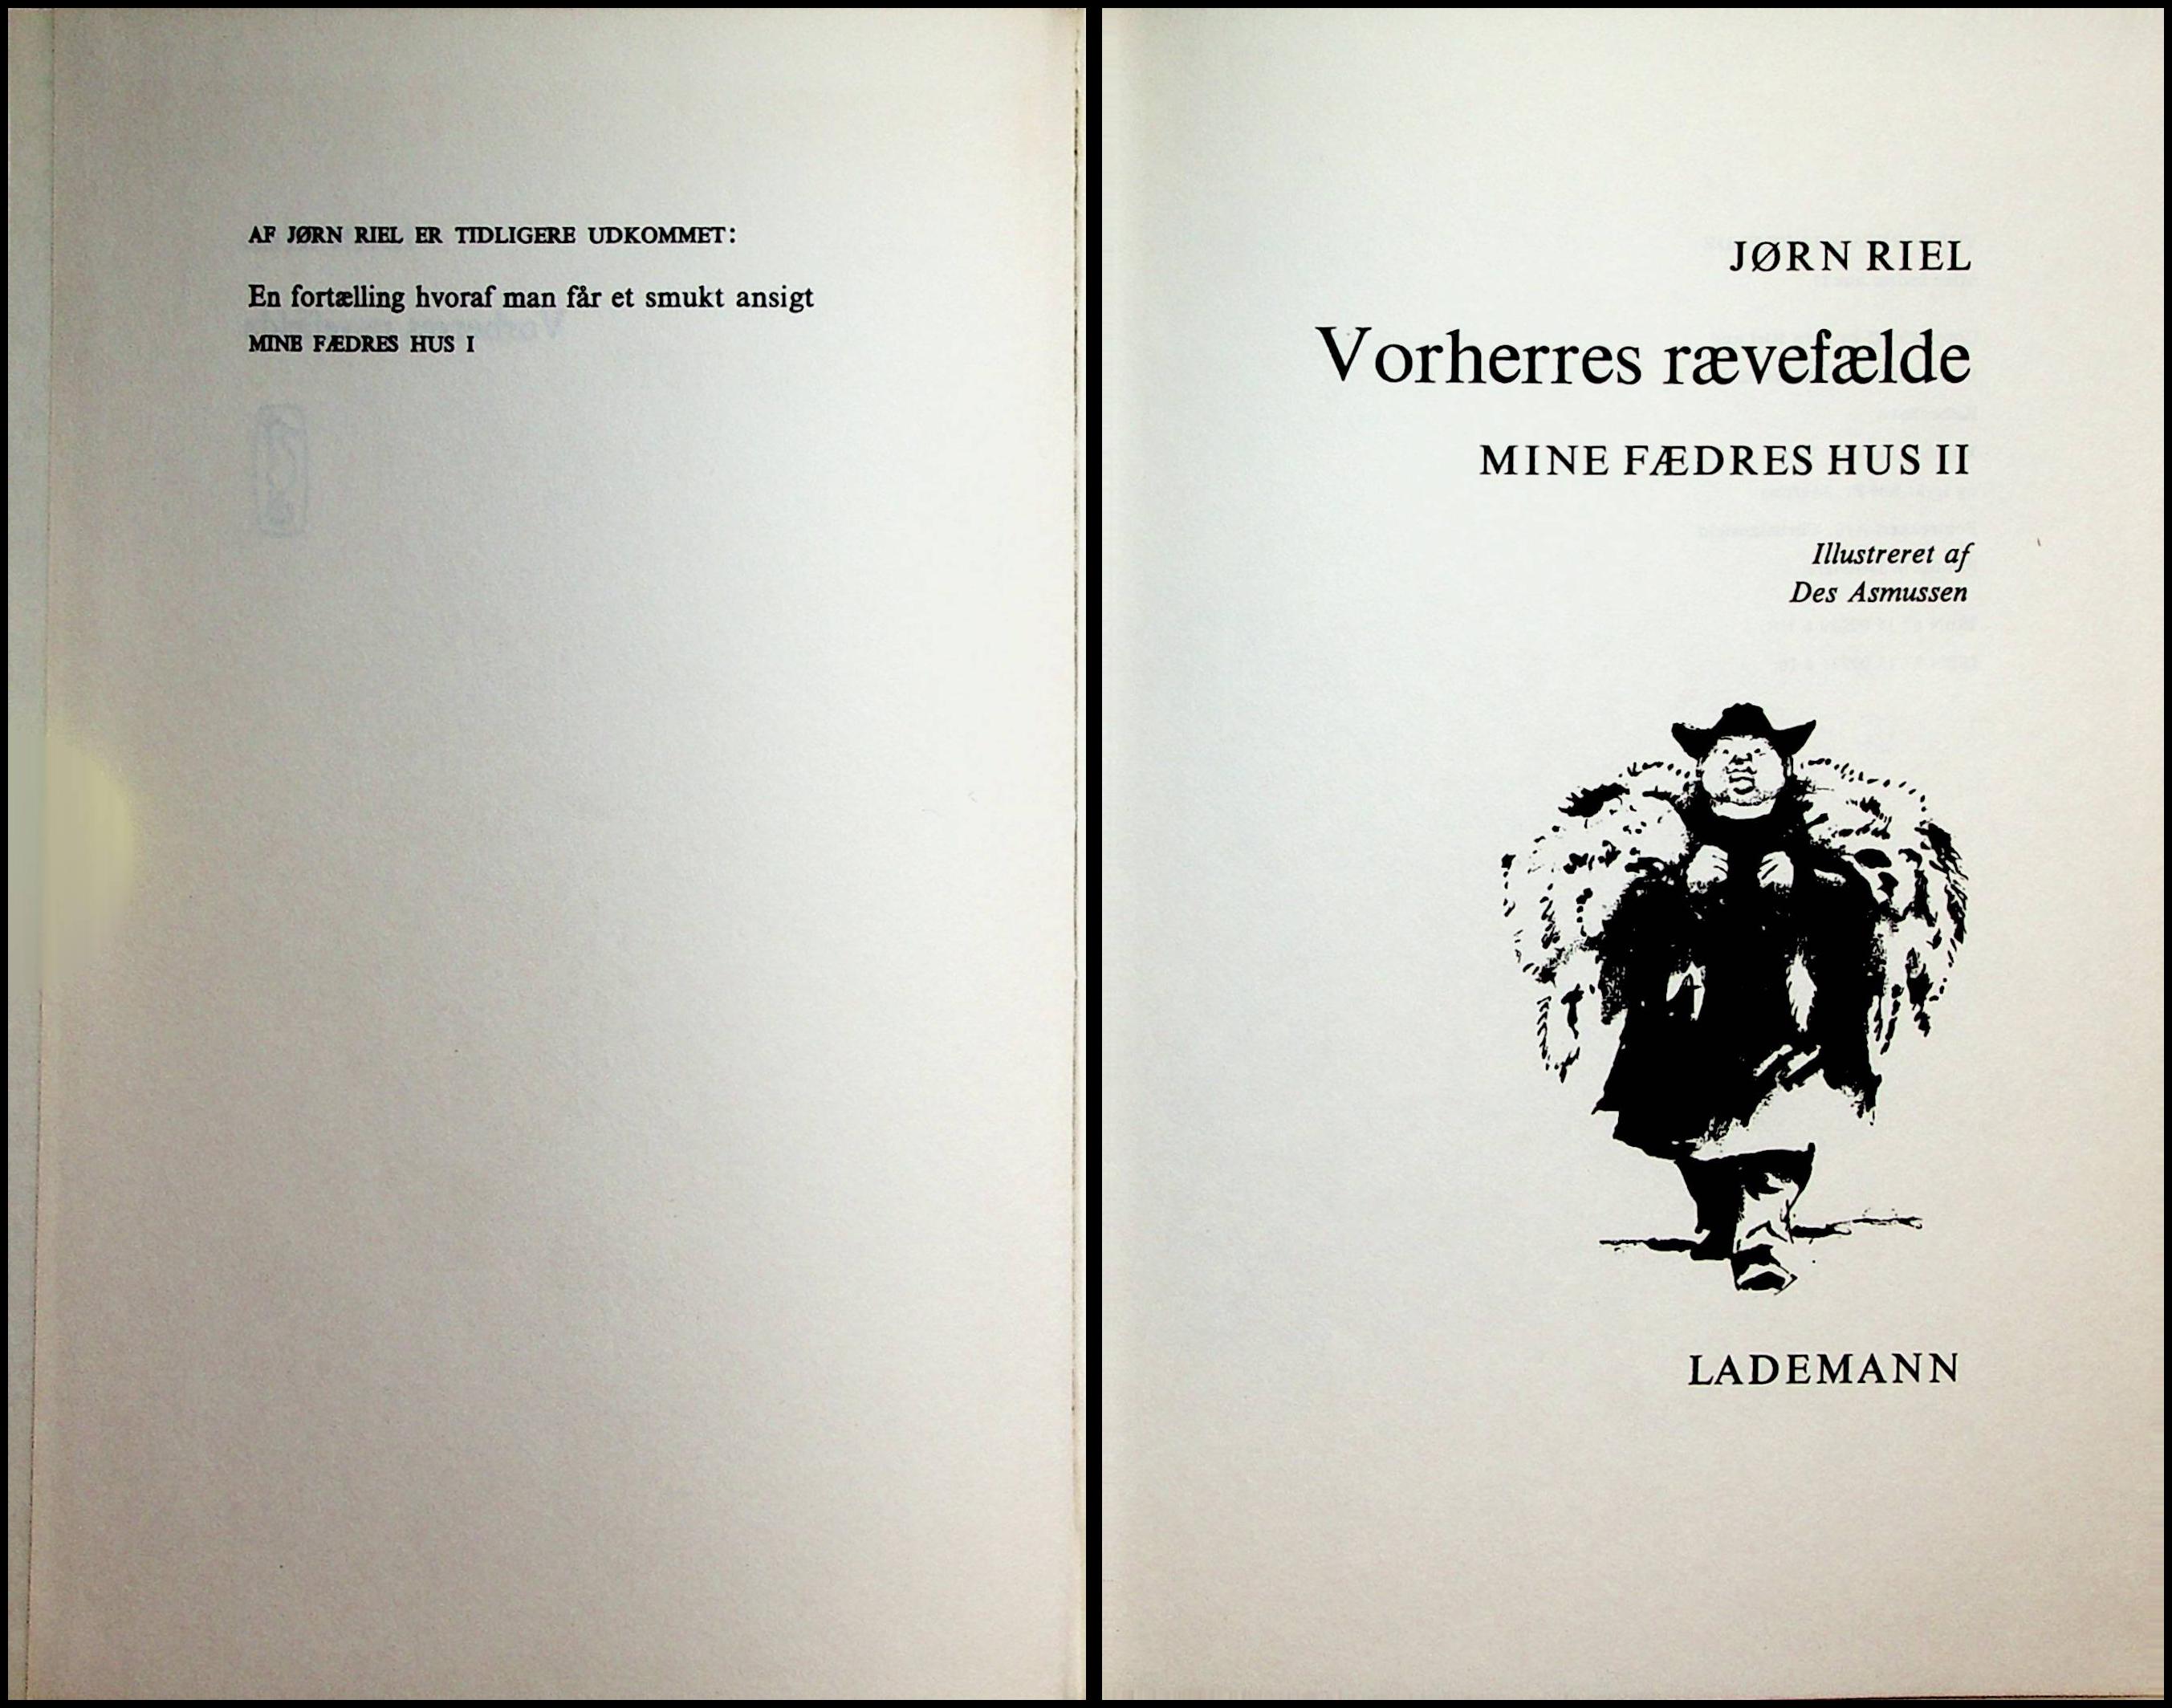 AF JØRN RIEL ER TIDLIGERE UDKOMMET:
En fortælling hvoraf man får et smukt ansigt
MINE FÆDRES HUS I
JØRN RIEL
Vorherres rævefælde
MINE FÆDRES HUS II
Illustreret af
Des Asmussen
LADEMANN